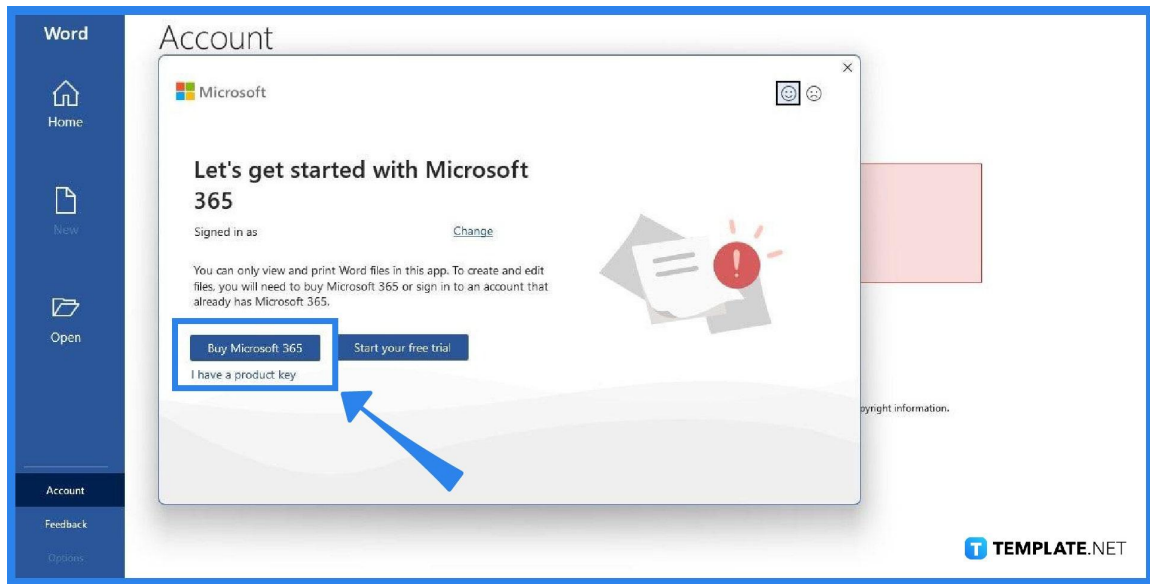 Word
Account
Home
New
Open
Account
Feedback
Options
Microsoft
Let's get started with Microsoft
365
Signed in as Change
You can only view and print Word files in this app. To create and edit
files, you will need to buy Microsoft 365 or sign in to an account that
already has Microsoft 365.
Buy Microsoft 365 Start your free trial
I have a product key
pyright information.
T TEMPLATE.NET